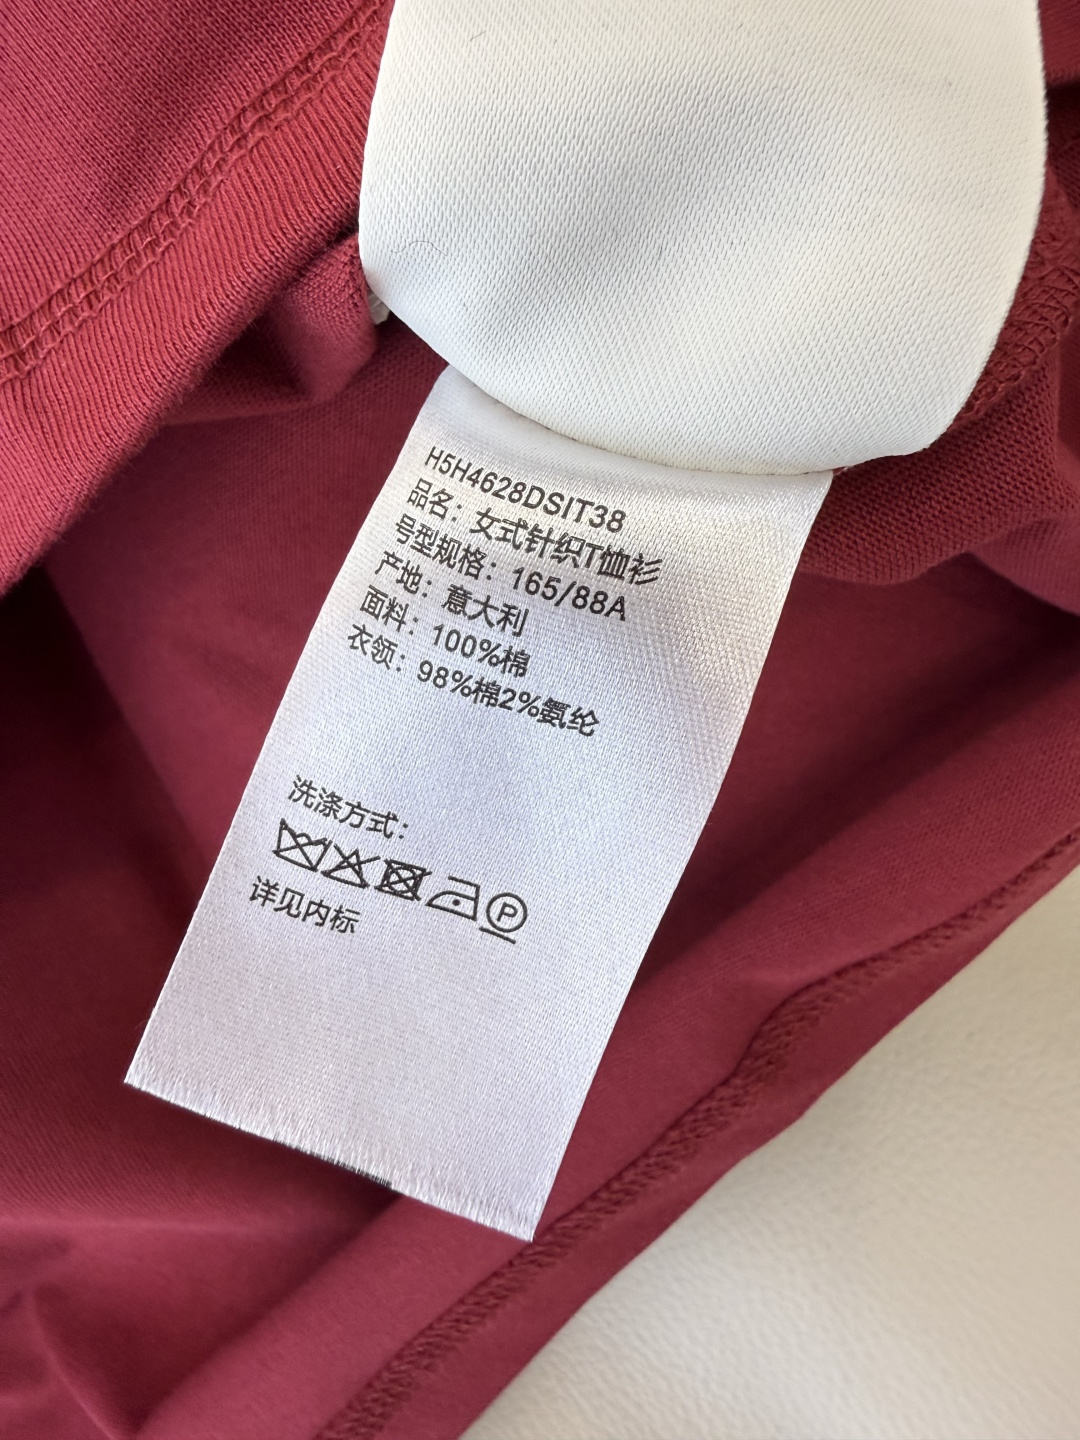 H5H4628DSIT38
品名：女式针织T恤衫
号型规格：165/88A
产地：意大利
面料：100%棉
衣领：98%棉2%氨纶
洗涤方式：
P
详见内标